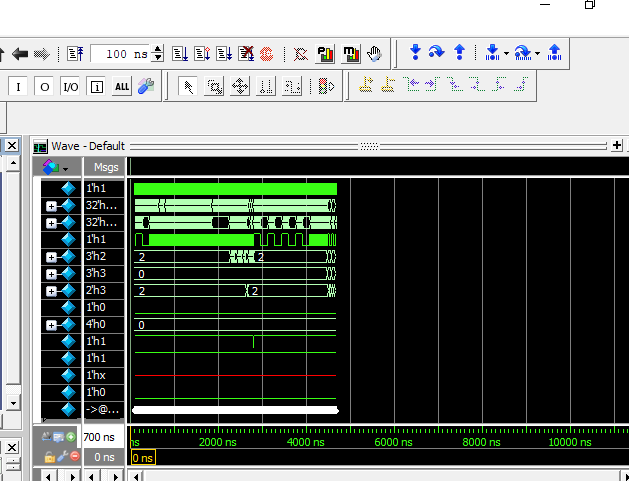 100 ns
I O I/O i ALL
Wave - Default
Msgs
1'h1
32'h...
32'h...
1'h1
3'h2 2 2
3'h3 0
2'h3 2 2
1'h0
4'h0 0
1'h1
1'h1
1'hx
1'h0
->@...
700 ns ns 2000 ns 4000 ns 6000 ns 8000 ns 10000 ns
0 ns 0 ns